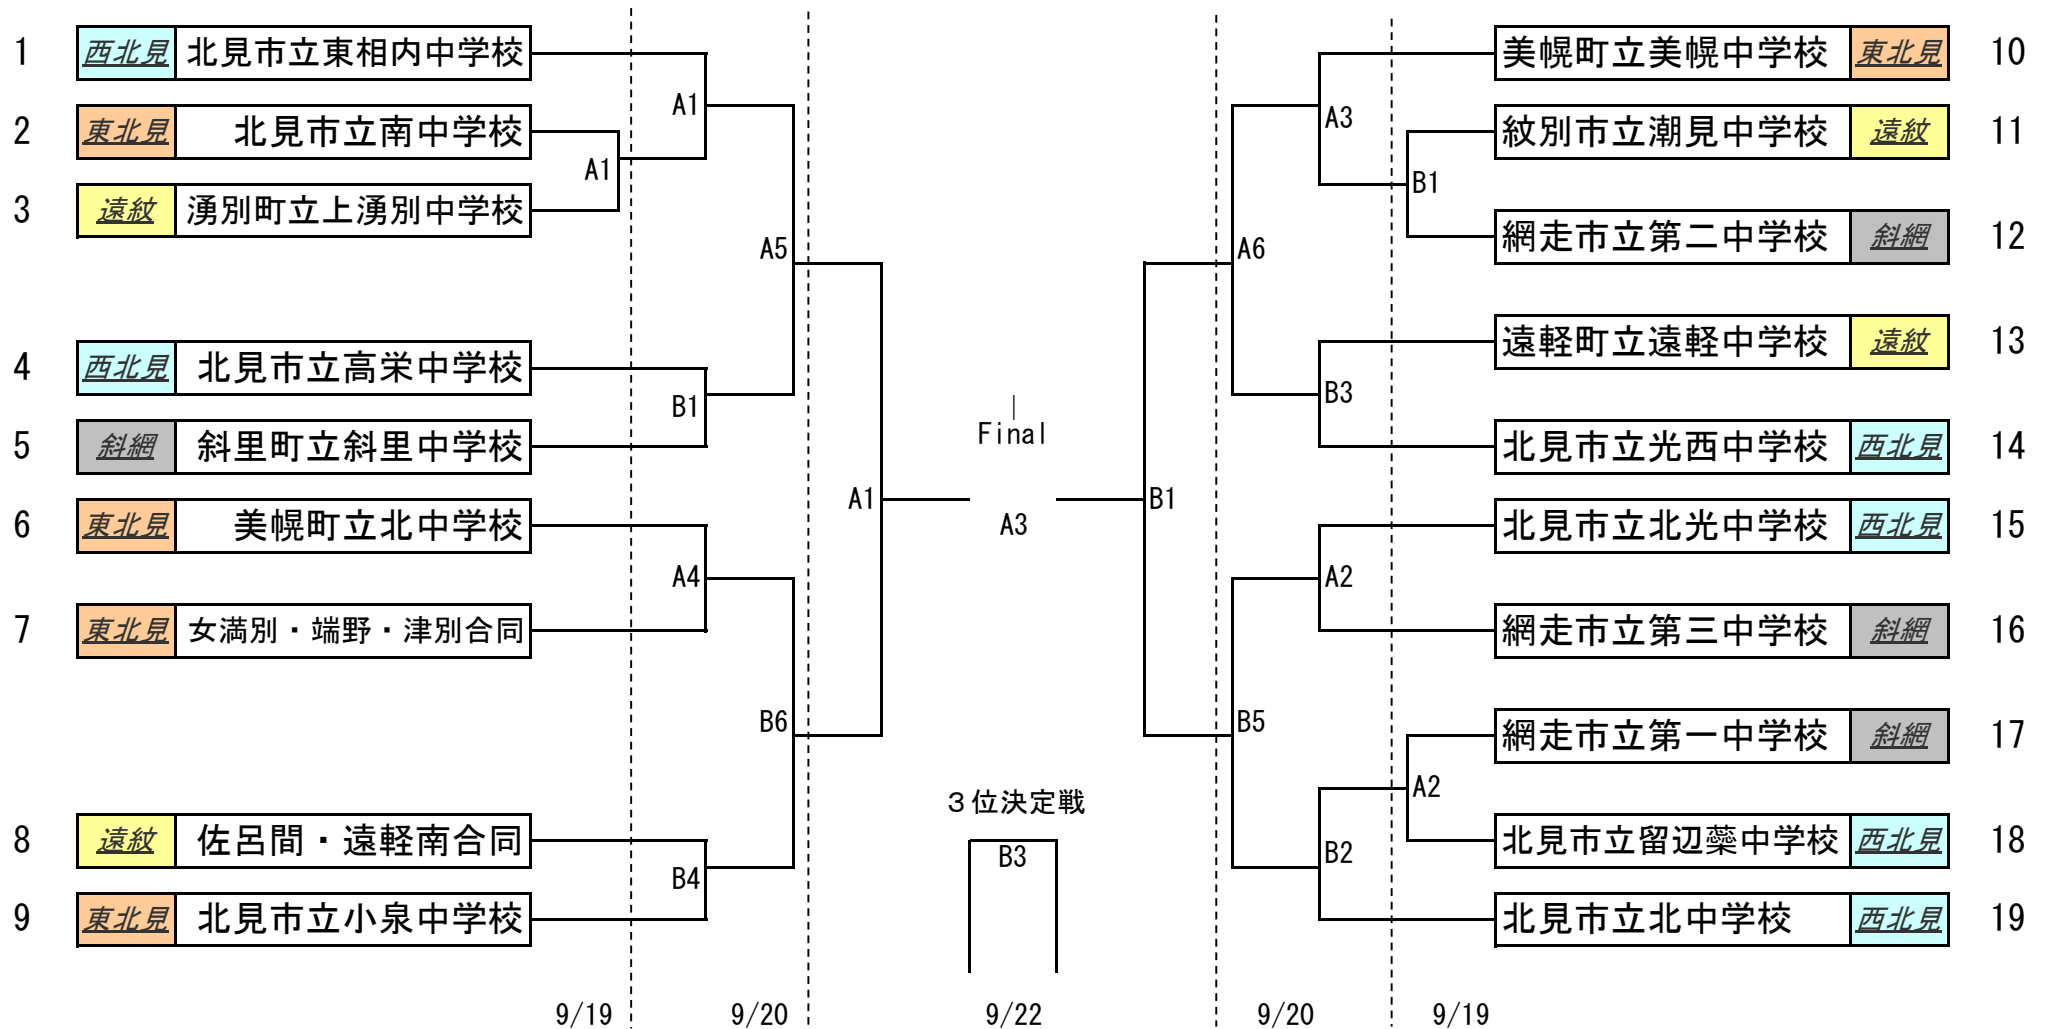 1 西北見 北見市立東相内中学校
2 東北見 北見市立南中学校
3 遠紋 湧別町立上湧別中学校
4 西北見 北見市立高栄中学校
5 斜網 斜里町立斜里中学校
6 東北見 美幌町立北中学校
7 東北見 女満別・端野・津別合同
8 遠紋 佐呂間・遠軽南合同
9 東北見 北見市立小泉中学校
A1
A1
A5
B1
A4
B6
B4
A1
|
Final
A3
３位決定戦
B3
B1
A3
B1
A6
B3
A2
B5
A2
B2
美幌町立美幌中学校 東北見 10
紋別市立潮見中学校 遠紋 11
網走市立第二中学校 斜網 12
遠軽町立遠軽中学校 遠紋 13
北見市立光西中学校 西北見 14
北見市立北光中学校 西北見 15
網走市立第三中学校 斜網 16
網走市立第一中学校 斜網 17
北見市立留辺蘂中学校 西北見 18
北見市立北中学校 西北見 19
9/19 9/20 9/22 9/20 9/19